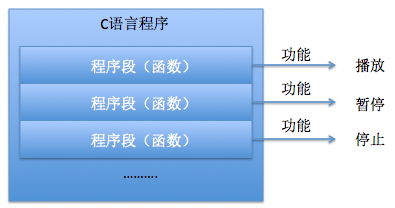 C语言程序
程序段（函数） 功能 播放
程序段（函数） 功能 暂停
程序段（函数） 功能 停止
……….